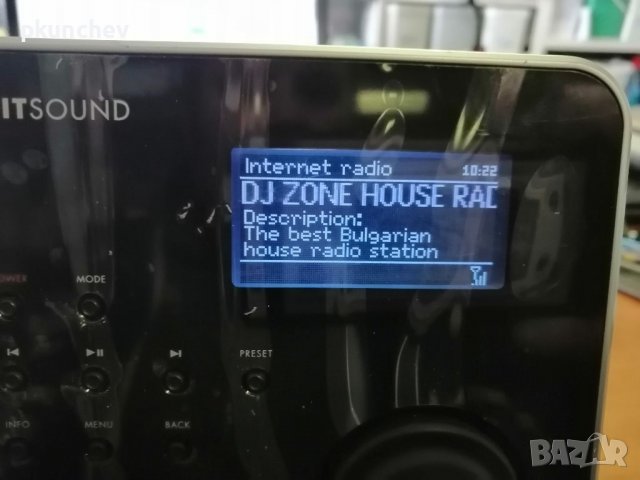 pkunchev
ITSOUND
Internet radio 10:22
DJ ZONE HOUSE RAD
Description:
The best Bulgarian
house radio station
OWER MODE
PRESET
INFO MENU BACK
BAZAR